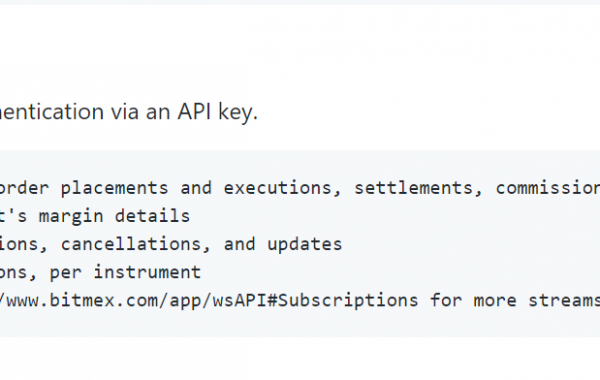 entication via an API key.
order placements and executions, settlements, commission
t's margin details
ions, cancellations, and updates
ons, per instrument
/www.bitmex.com/app/wsAPI#Subscriptions for more streams